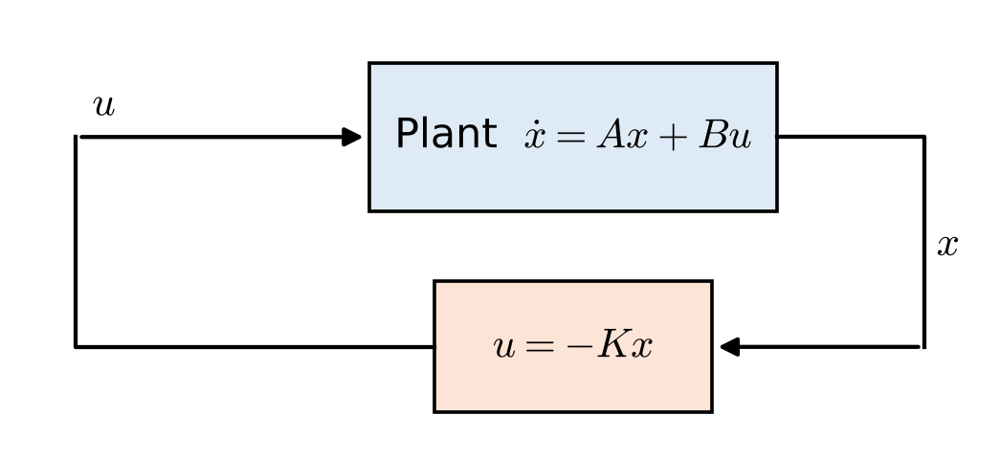 u
Plant ẋ = Ax + Bu
x
u = −Kx